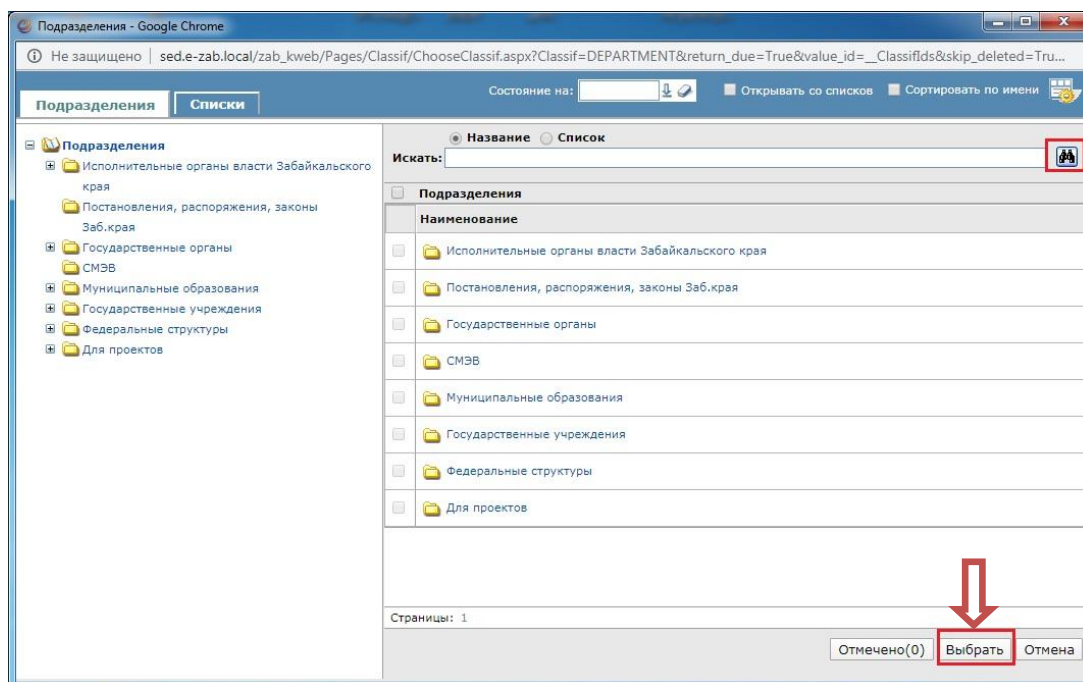 Подразделения - Google Chrome
Не защищено | sed.e-zab.local/zab_kweb/Pages/Classif/ChooseClassif.aspx?Classif=DEPARTMENT&return_due=True&value_id=__ClassifIds&skip_deleted=Tru...
Подразделения Списки Состояние на: Открывать со списков Сортировать по имени
Подразделения
Исполнительные органы власти Забайкальского
края
Постановления, распоряжения, законы
Заб.края
Государственные органы
СМЭВ
Муниципальные образования
Государственные учреждения
Федеральные структуры
Для проектов
Название Список
Искать:
Подразделения
Наименование
Исполнительные органы власти Забайкальского края
Постановления, распоряжения, законы Заб.края
Государственные органы
СМЭВ
Муниципальные образования
Государственные учреждения
Федеральные структуры
Для проектов
Страницы: 1
Отмечено(0) Выбрать Отмена